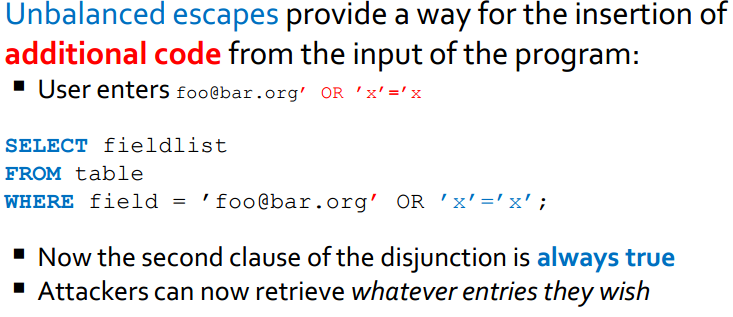 Unbalanced escapes provide a way for the insertion of
additional code from the input of the program:
▪ User enters foo@bar.org’ OR ’x’=’x
SELECT fieldlist
FROM table
WHERE field = ’foo@bar.org’ OR ’x’=’x’;
▪ Now the second clause of the disjunction is always true
▪ Attackers can now retrieve whatever entries they wish